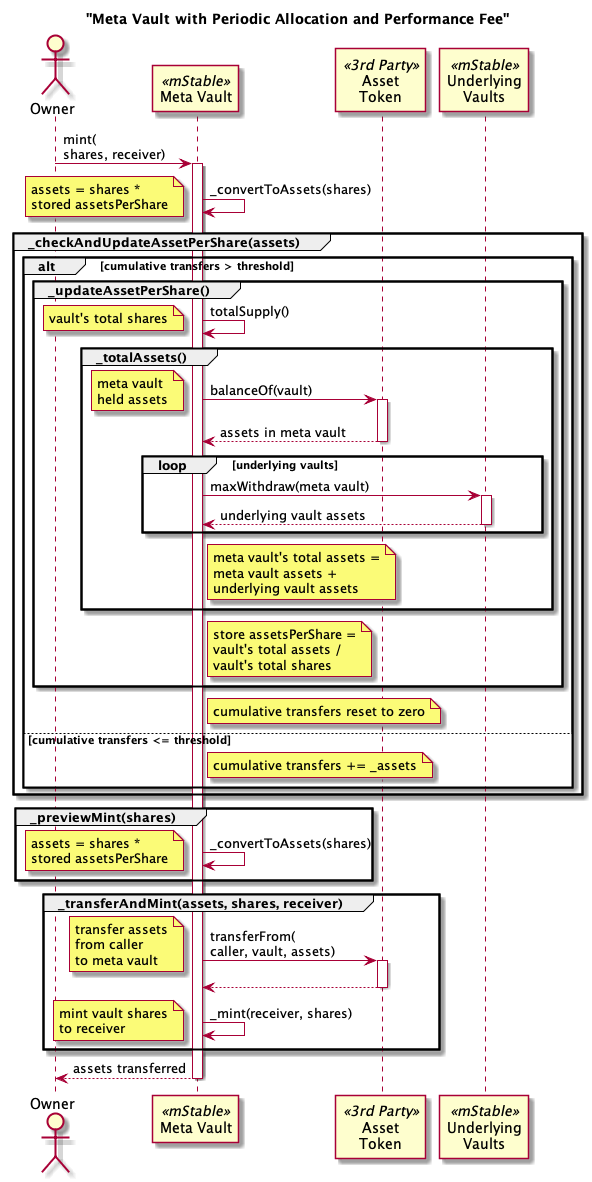 "Meta Vault with Periodic Allocation and Performance Fee"
Owner
«mStable»
Meta Vault
«3rd Party»
Asset
Token
«mStable»
Underlying
Vaults
mint(
shares, receiver)
assets = shares *
stored assetsPerShare
_convertToAssets(shares)
_checkAndUpdateAssetPerShare(assets)
alt
[cumulative transfers > threshold]
_updateAssetPerShare()
vault's total shares
totalSupply()
_totalAssets()
meta vault
held assets
balanceOf(vault)
assets in meta vault
loop
[underlying vaults]
maxWithdraw(meta vault)
underlying vault assets
meta vault's total assets =
meta vault assets +
underlying vault assets
store assetsPerShare =
vault's total assets /
vault's total shares
cumulative transfers reset to zero
[cumulative transfers <= threshold]
cumulative transfers += _assets
_previewMint(shares)
assets = shares *
stored assetsPerShare
_convertToAssets(shares)
_transferAndMint(assets, shares, receiver)
transfer assets
from caller
to meta vault
transferFrom(
caller, vault, assets)
mint vault shares
to receiver
_mint(receiver, shares)
assets transferred
Owner
«mStable»
Meta Vault
«3rd Party»
Asset
Token
«mStable»
Underlying
Vaults